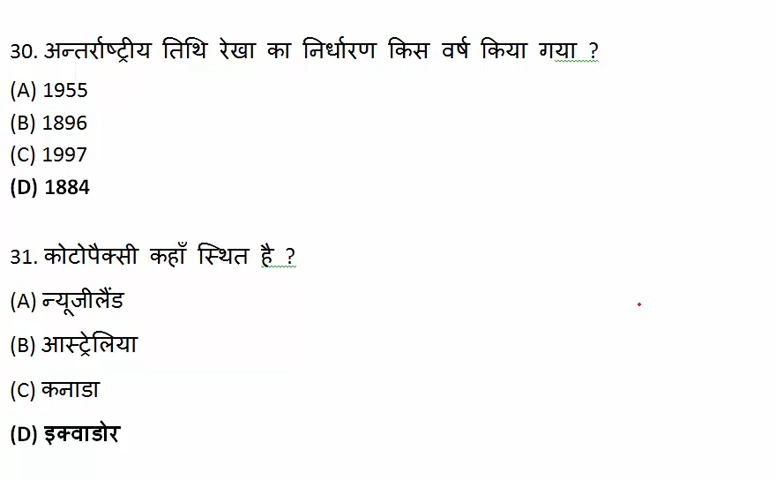 30. अन्तर्राष्ट्रीय तिथि रेखा का निर्धारण किस वर्ष किया गया ?
(A) 1955
(B) 1896
(C) 1997
(D) 1884
31. कोटोपैक्सी कहाँ स्थित है ?
(A) न्यूजीलैंड
(B) आस्ट्रेलिया
(C) कनाडा
(D) इक्वाडोर